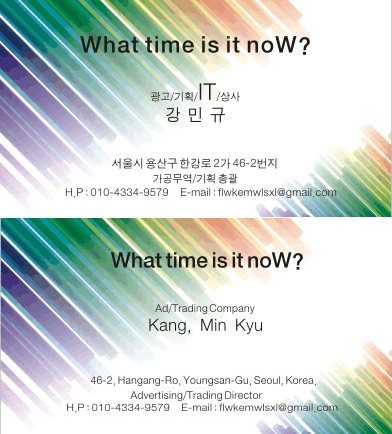 What time is it noW?
광고/기획/IT/상사
강 민 규
서울시 용산구 한강로 2가 46-2번지
가공무역/기획 총괄
H.P : 010-4334-9579 E-mail : flwkemwlsxl@gmail.com
What time is it noW?
Ad/Trading Company
Kang, Min Kyu
46-2, Hangang-Ro, Youngsan-Gu, Seoul, Korea.
Advertising/Trading Director
H.P : 010-4334-9579 E-mail : flwkemwlsxl@gmail.com